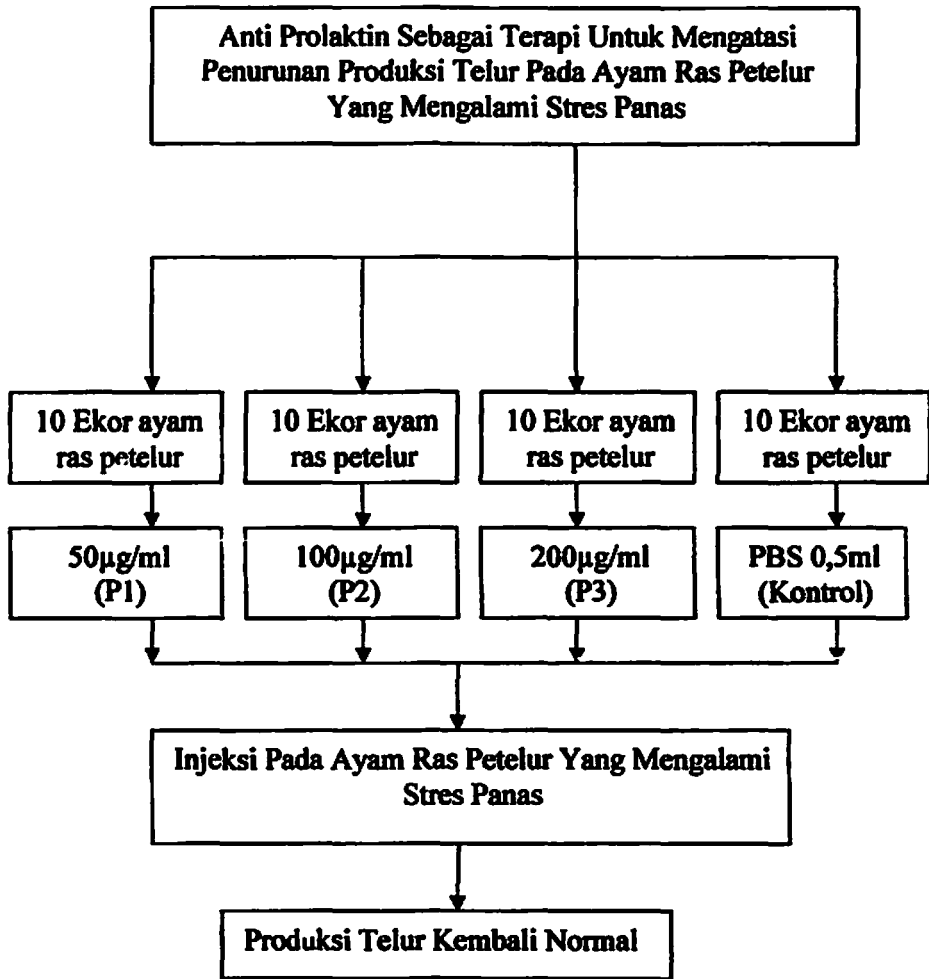 Anti Prolaktin Sebagai Terapi Untuk Mengatasi
Penurunan Produksi Telur Pada Ayam Ras Petelur
Yang Mengalami Stres Panas
10 Ekor ayam
ras petelur
10 Ekor ayam
ras petelur
10 Ekor ayam
ras petelur
10 Ekor ayam
ras petelur
50µg/ml
(P1)
100µg/ml
(P2)
200µg/ml
(P3)
PBS 0,5ml
(Kontrol)
Injeksi Pada Ayam Ras Petelur Yang Mengalami
Stres Panas
Produksi Telur Kembali Normal